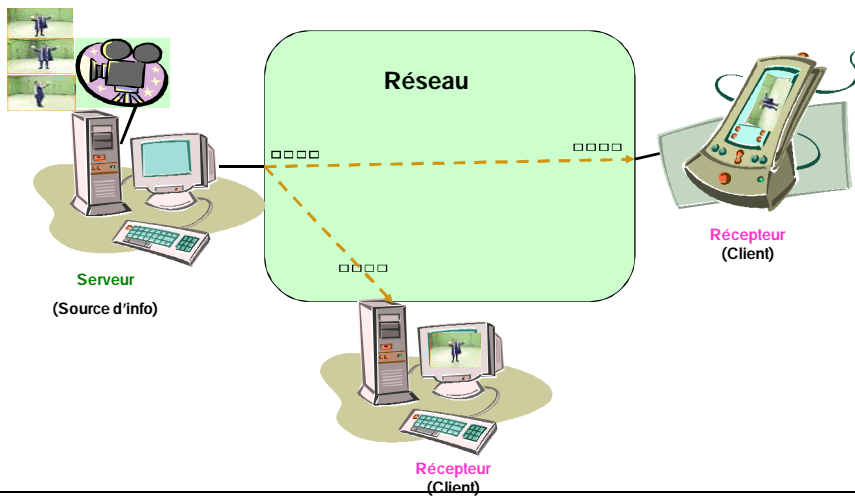 Réseau
Récepteur
(Client)
Serveur
(Source d'info)
Récepteur
(Client)